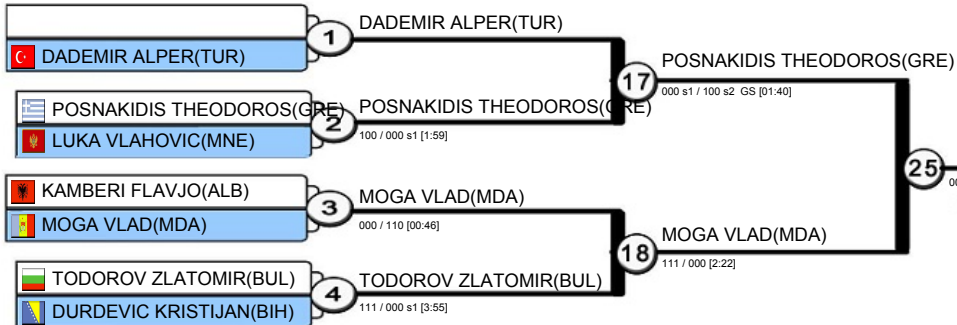 DADEMIR ALPER(TUR)
1
DADEMIR ALPER(TUR)
POSNAKIDIS THEODOROS(GRE)
LUKA VLAHOVIC(MNE)
2
POSNAKIDIS THEODOROS(GRE)
100 / 000 s1 [1:59]
17
POSNAKIDIS THEODOROS(GRE)
000 s1 / 100 s2 GS [01:40]
KAMBERI FLAVJO(ALB)
MOGA VLAD(MDA)
3
MOGA VLAD(MDA)
000 / 110 [00:46]
TODOROV ZLATOMIR(BUL)
DURDEVIC KRISTIJAN(BIH)
4
TODOROV ZLATOMIR(BUL)
111 / 000 s1 [3:55]
18
MOGA VLAD(MDA)
111 / 000 [2:22]
25